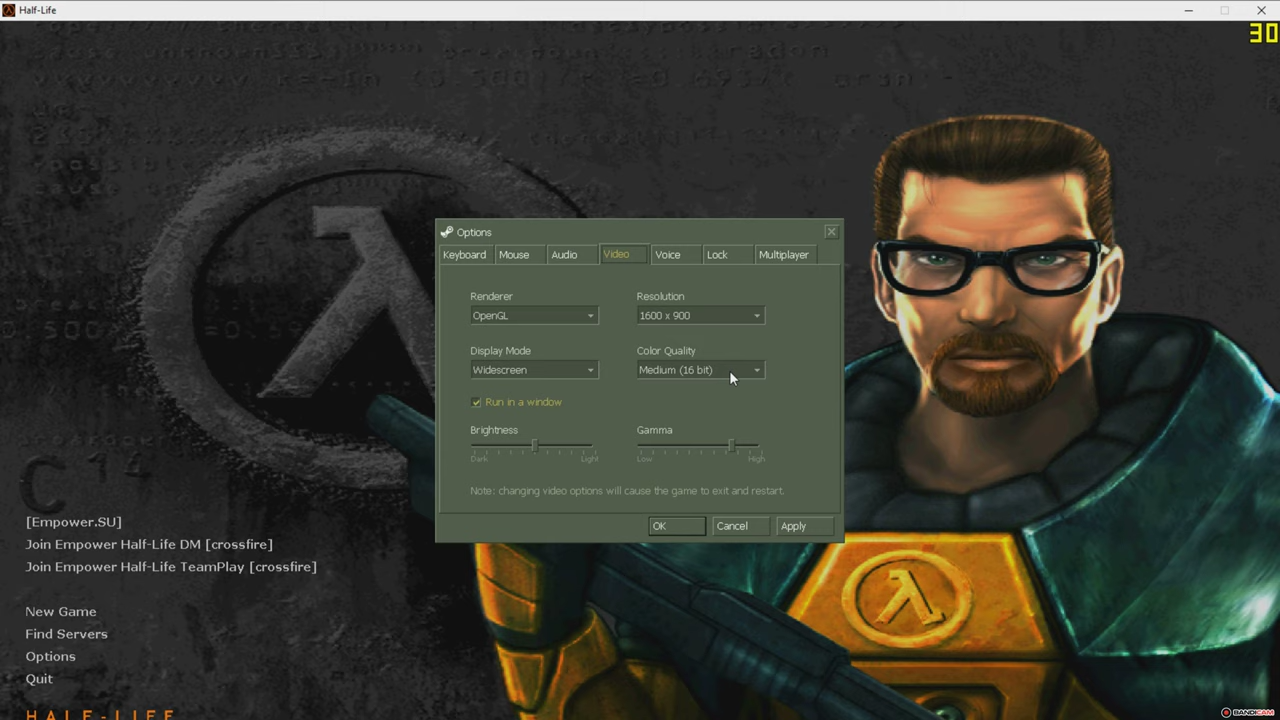 Half-Life
30
Options
Keyboard Mouse Audio Video Voice Lock Multiplayer
Renderer Resolution
OpenGL 1600 x 900
Display Mode Color Quality
Widescreen Medium (16 bit)
Run in a window
Brightness Gamma
Dark Light Low High
Note: changing video options will cause the game to exit and restart.
OK Cancel Apply
[Empower.SU]
Join Empower Half-Life DM [crossfire]
Join Empower Half-Life TeamPlay [crossfire]
New Game
Find Servers
Options
Quit
HALF-LIFE
BANDICAM